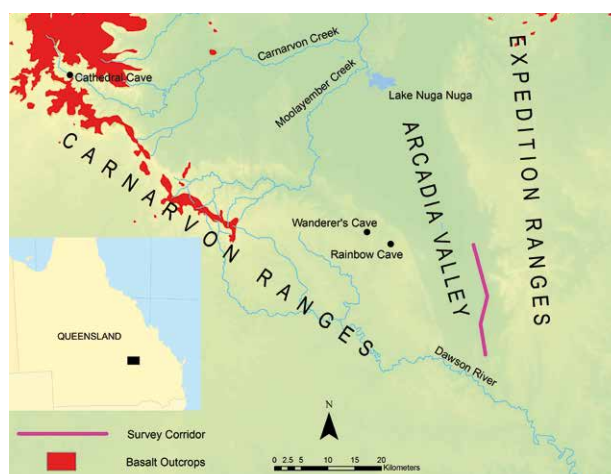 Carnarvon Creek
Cathedral Cave
Moolayember Creek
Lake Nuga Nuga
EXPEDITION RANGES
ARCADIA VALLEY
CARNARVON RANGES
Wanderer's Cave
Rainbow Cave
Dawson River
QUEENSLAND
Survey Corridor
Basalt Outcrops
N
0 2.5 5 10 15 20
Kilometers